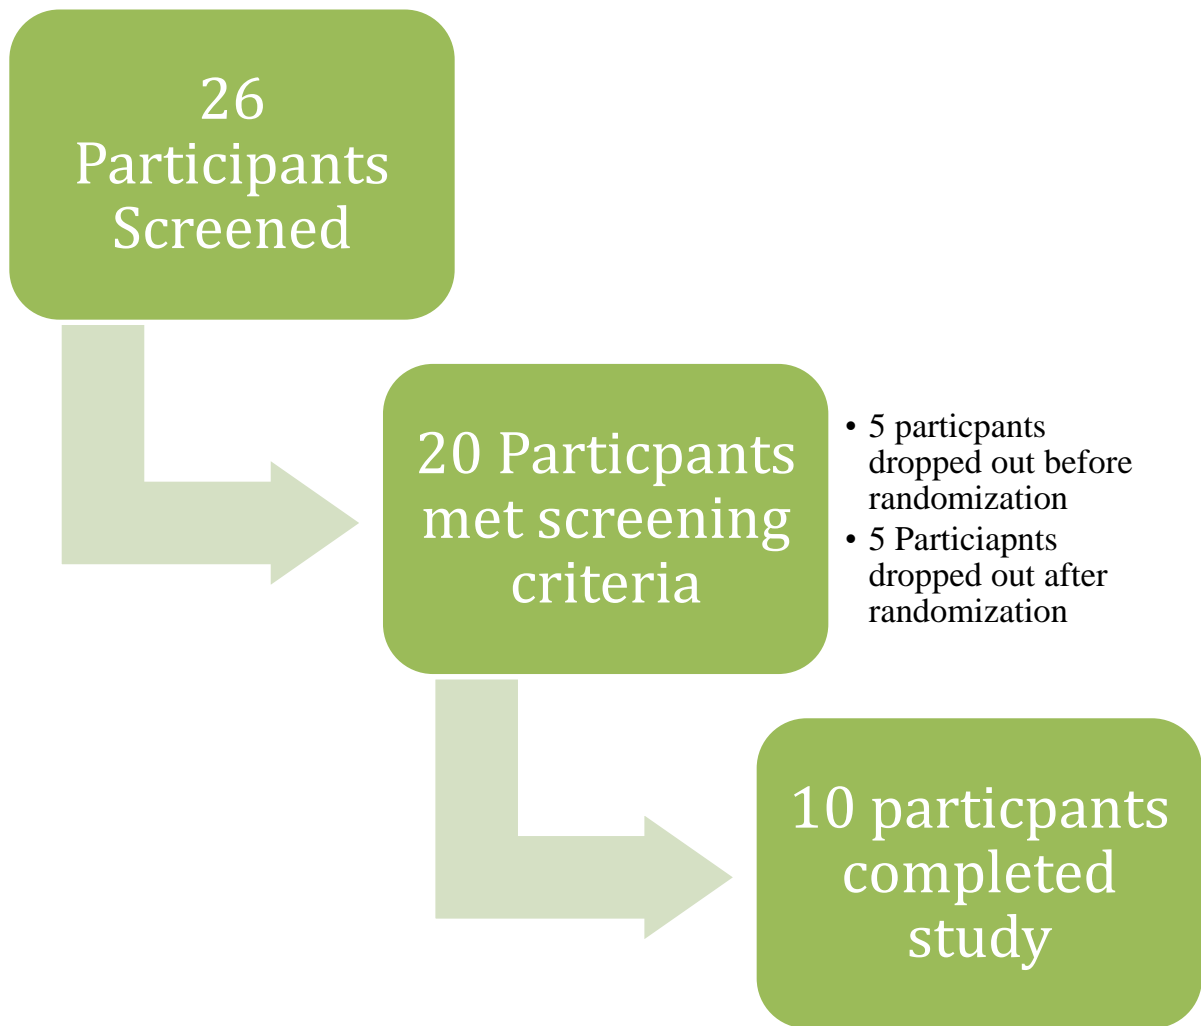 26
Participants
Screened
20 Particpants
met screening
criteria
• 5 particpants
dropped out before
randomization
• 5 Particiapnts
dropped out after
randomization
10 particpants
completed
study